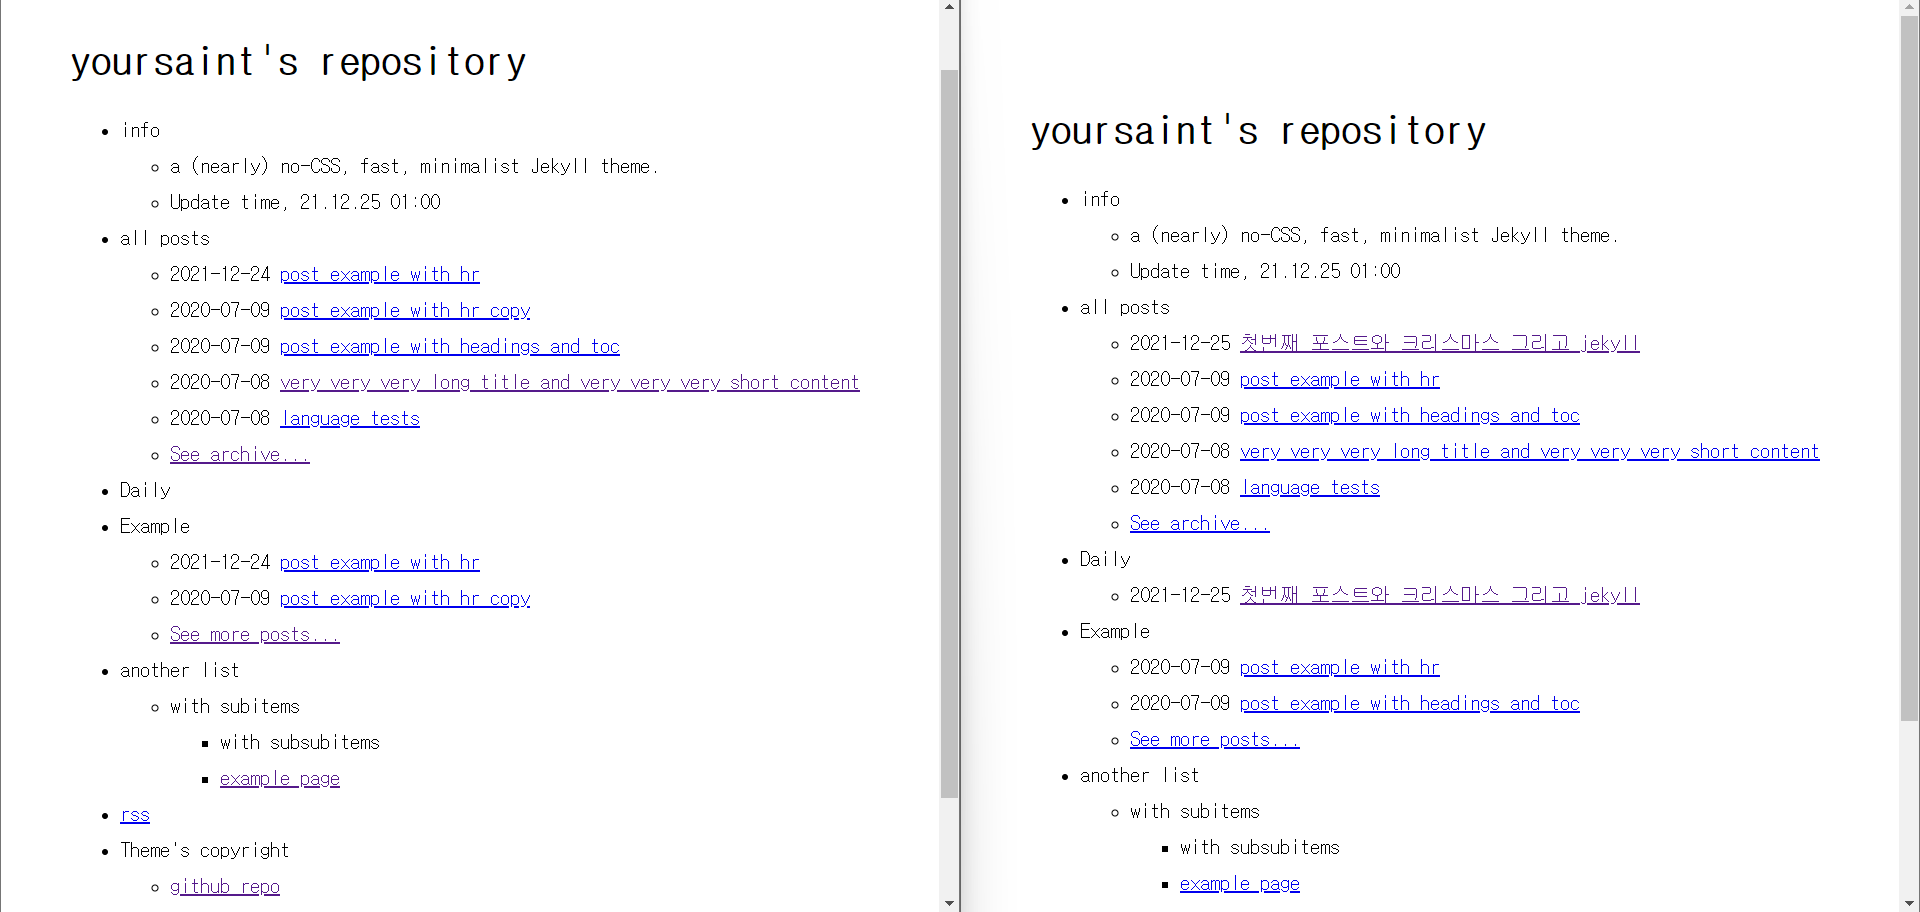 yoursaint's repository
info
a (nearly) no-CSS, fast, minimalist Jekyll theme.
Update time, 21.12.25 01:00
all posts
2021-12-24 post example with hr
2020-07-09 post example with hr copy
2020-07-09 post example with headings and toc
2020-07-08 very very very long title and very very very short content
2020-07-08 language tests
See archive...
Daily
Example
2021-12-24 post example with hr
2020-07-09 post example with hr copy
See more posts...
another list
with subitems
with subsubitems
example page
rss
Theme's copyright
github repo
yoursaint's repository
info
a (nearly) no-CSS, fast, minimalist Jekyll theme.
Update time, 21.12.25 01:00
all posts
2021-12-25 첫번째 포스트와 크리스마스 그리고 jekyll
2020-07-09 post example with hr
2020-07-09 post example with headings and toc
2020-07-08 very very very long title and very very very short content
2020-07-08 language tests
See archive...
Daily
2021-12-25 첫번째 포스트와 크리스마스 그리고 jekyll
Example
2020-07-09 post example with hr
2020-07-09 post example with headings and toc
See more posts...
another list
with subitems
with subsubitems
example page